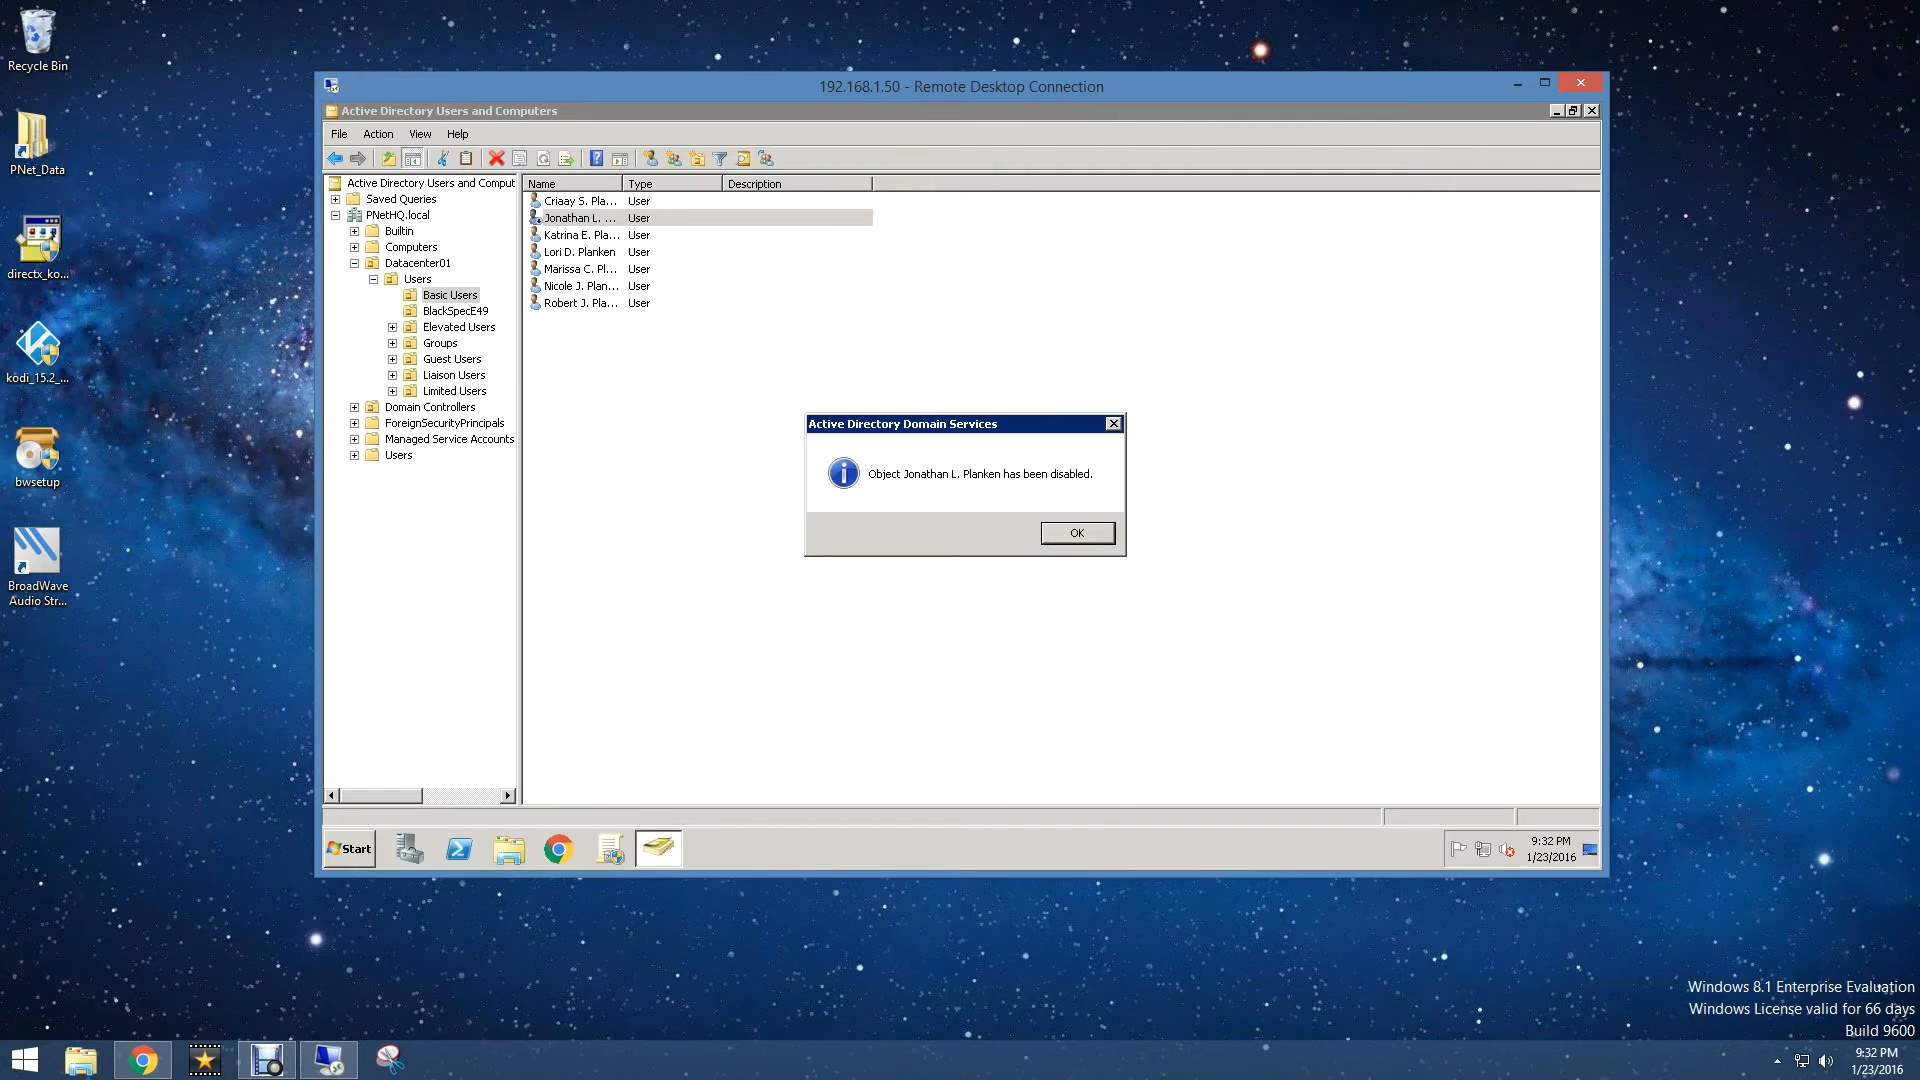 Recycle Bin
PNet_Data
directx_ko...
kodi_15.2_...
bwsetup
BroadWave
Audio Str...
192.168.1.50 - Remote Desktop Connection
Active Directory Users and Computers
File Action View Help
Active Directory Users and Comput
Saved Queries
PNetHQ.local
Builtin
Computers
Datacenter01
Users
Basic Users
BlackSpecE49
Elevated Users
Groups
Guest Users
Liaison Users
Limited Users
Domain Controllers
ForeignSecurityPrincipals
Managed Service Accounts
Users
Name Type Description
Criaay S. Pla... User
Jonathan L. ... User
Katrina E. Pla... User
Lori D. Planken User
Marissa C. Pl... User
Nicole J. Plan... User
Robert J. Pla... User
Active Directory Domain Services
Object Jonathan L. Planken has been disabled.
OK
Start
9:32 PM
1/23/2016
Windows 8.1 Enterprise Evaluation
Windows License valid for 66 days
Build 9600
9:32 PM
1/23/2016